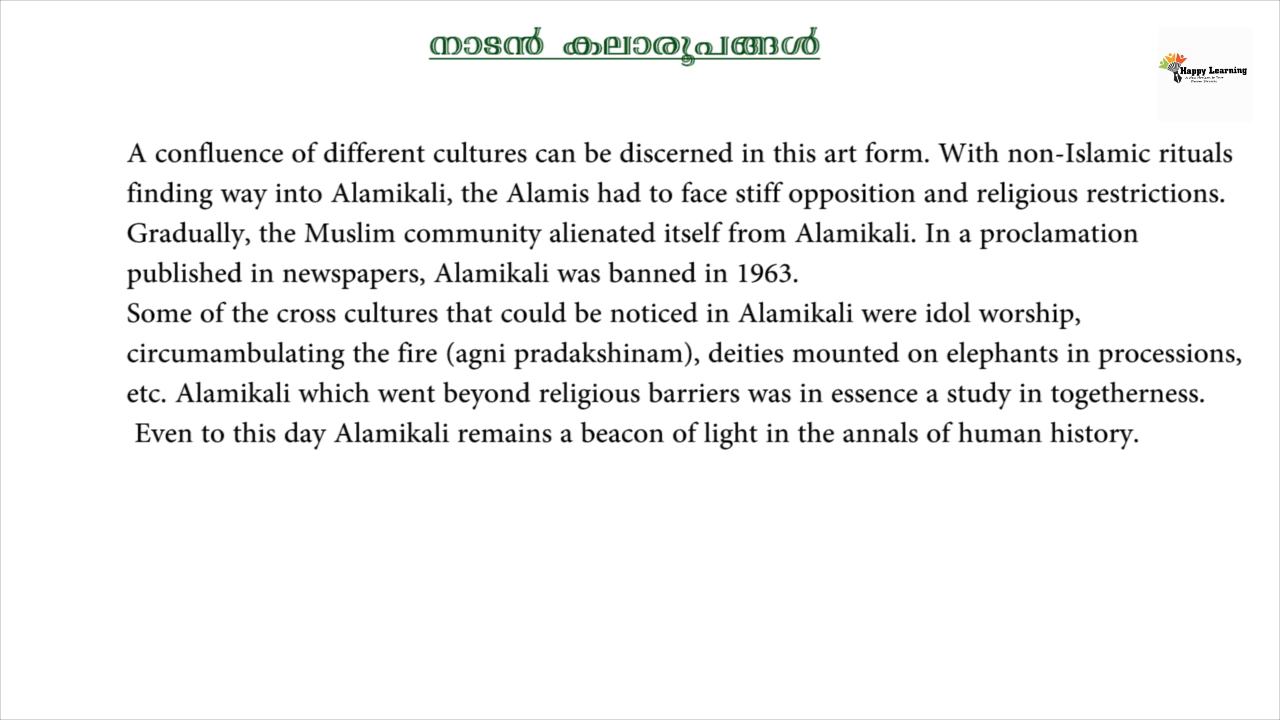 നാടൻ കലാരൂപങ്ങൾ
Happy Learning
A confluence of different cultures can be discerned in this art form. With non-Islamic rituals
finding way into Alamikali, the Alamis had to face stiff opposition and religious restrictions.
Gradually, the Muslim community alienated itself from Alamikali. In a proclamation
published in newspapers, Alamikali was banned in 1963.
Some of the cross cultures that could be noticed in Alamikali were idol worship,
circumambulating the fire (agni pradakshinam), deities mounted on elephants in processions,
etc. Alamikali which went beyond religious barriers was in essence a study in togetherness.
Even to this day Alamikali remains a beacon of light in the annals of human history.